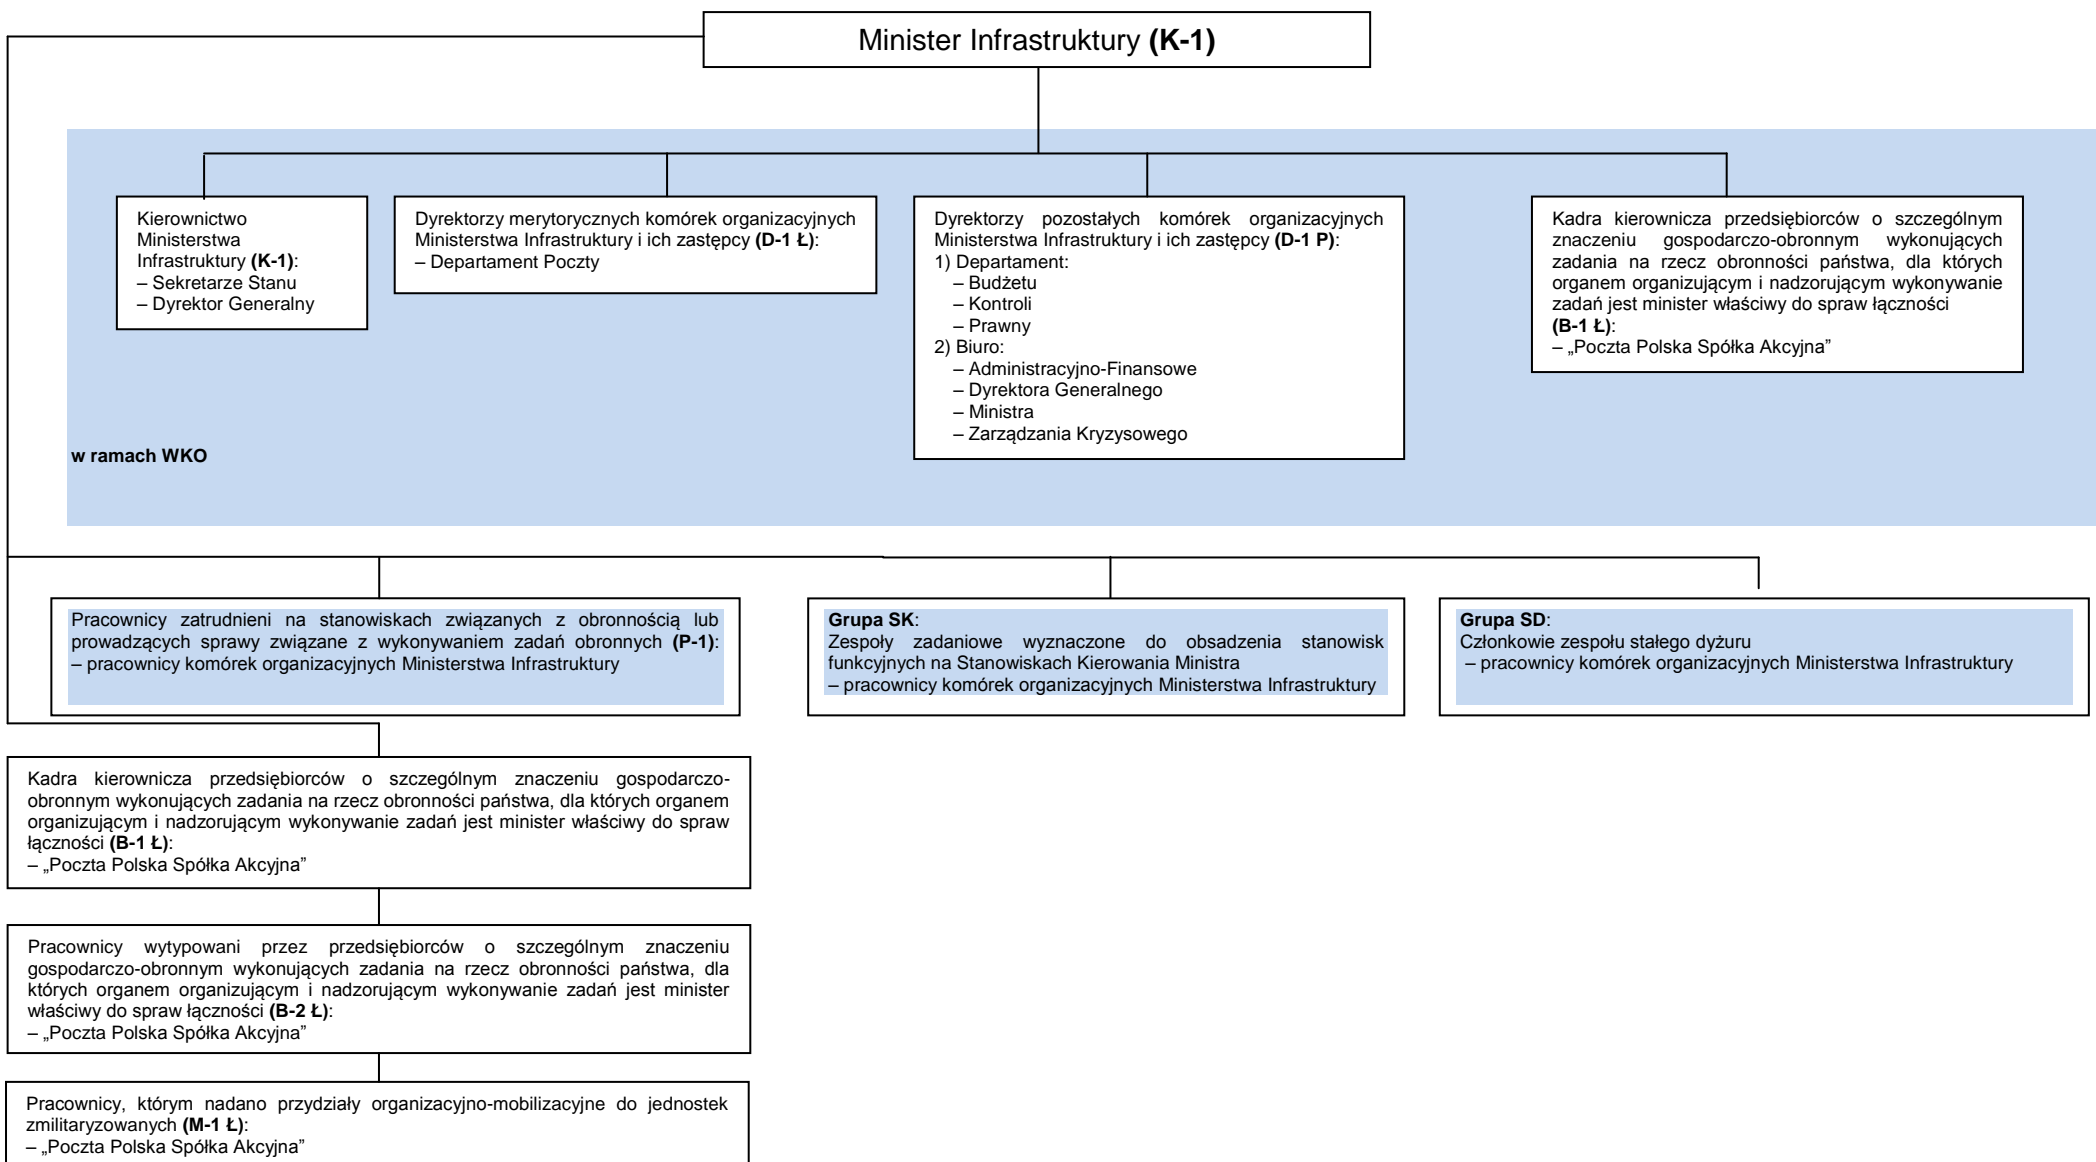 Minister Infrastruktury (K-1)
Kierownictwo
Ministerstwa
Infrastruktury (K-1):
– Sekretarze Stanu
– Dyrektor Generalny
Dyrektorzy merytorycznych komórek organizacyjnych
Ministerstwa Infrastruktury i ich zastępcy (D-1 Ł):
– Departament Poczty
Dyrektorzy pozostałych komórek organizacyjnych
Ministerstwa Infrastruktury i ich zastępcy (D-1 P):
1) Departament:
– Budżetu
– Kontroli
– Prawny
2) Biuro:
– Administracyjno-Finansowe
– Dyrektora Generalnego
– Ministra
– Zarządzania Kryzysowego
Kadra kierownicza przedsiębiorców o szczególnym
znaczeniu gospodarczo-obronnym wykonujących
zadania na rzecz obronności państwa, dla których
organem organizującym i nadzorującym wykonywanie
zadań jest minister właściwy do spraw łączności
(B-1 Ł):
– „Poczta Polska Spółka Akcyjna”
w ramach WKO
Pracownicy zatrudnieni na stanowiskach związanych z obronnością lub
prowadzących sprawy związane z wykonywaniem zadań obronnych (P-1):
– pracownicy komórek organizacyjnych Ministerstwa Infrastruktury
Grupa SK:
Zespoły zadaniowe wyznaczone do obsadzenia stanowisk
funkcyjnych na Stanowiskach Kierowania Ministra
– pracownicy komórek organizacyjnych Ministerstwa Infrastruktury
Grupa SD:
Członkowie zespołu stałego dyżuru
– pracownicy komórek organizacyjnych Ministerstwa Infrastruktury
Kadra kierownicza przedsiębiorców o szczególnym znaczeniu gospodarczo-
obronnym wykonujących zadania na rzecz obronności państwa, dla których organem
organizującym i nadzorującym wykonywanie zadań jest minister właściwy do spraw
łączności (B-1 Ł):
– „Poczta Polska Spółka Akcyjna”
Pracownicy wytypowani przez przedsiębiorców o szczególnym znaczeniu
gospodarczo-obronnym wykonujących zadania na rzecz obronności państwa, dla
których organem organizującym i nadzorującym wykonywanie zadań jest minister
właściwy do spraw łączności (B-2 Ł):
– „Poczta Polska Spółka Akcyjna”
Pracownicy, którym nadano przydziały organizacyjno-mobilizacyjne do jednostek
zmilitaryzowanych (M-1 Ł):
– „Poczta Polska Spółka Akcyjna”